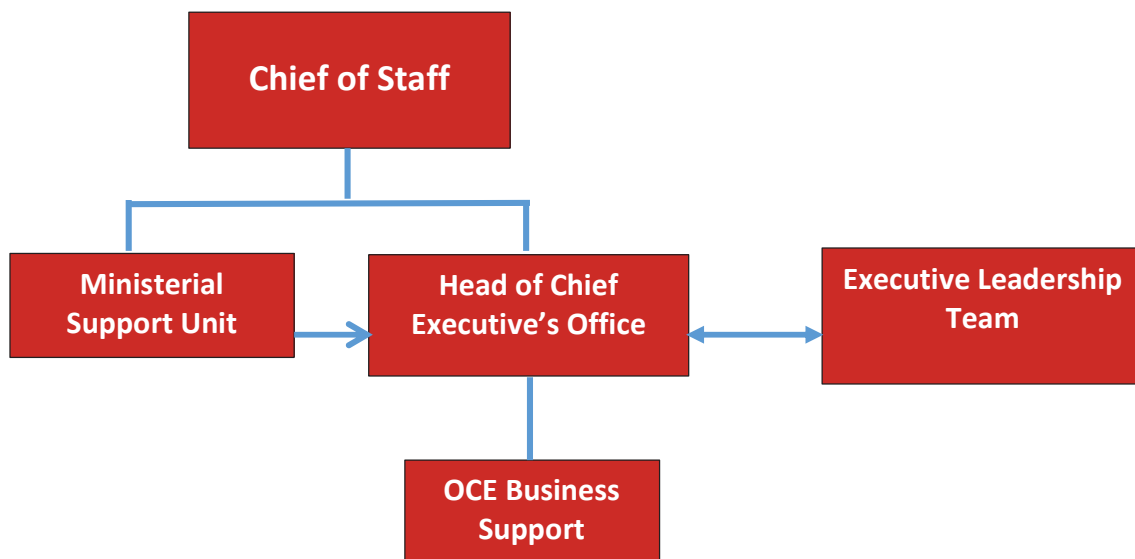 Chief of Staff
Ministerial
Support Unit
Head of Chief
Executive’s Office
Executive Leadership
Team
OCE Business
Support